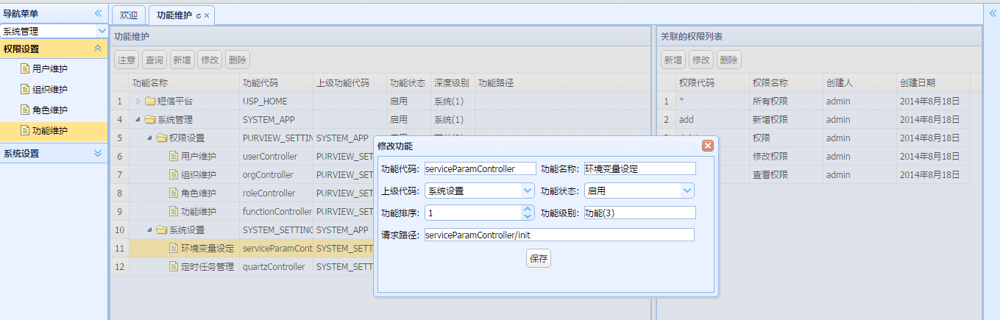 导航菜单
系统管理
权限设置
用户维护
组织维护
角色维护
功能维护
系统设置
欢迎 功能维护
功能维护
注意 查询 新增 修改 删除
功能名称 功能代码 上级功能代码 功能状态 深度级别 功能路径
1 短信平台 USP_HOME 启用 系统(1)
4 系统管理 SYSTEM_APP 启用 系统(1)
5 权限设置 PURVIEW_SETTIN SYSTEM_APP
6 用户维护 userController PURVIEW_SET
7 组织维护 orgController PURVIEW_SET
8 角色维护 roleController PURVIEW_SET
9 功能维护 functionController PURVIEW_SET
10 系统设置 SYSTEM_SETTING SYSTEM_APP
11 环境变量设定 serviceParamCont SYSTEM_SETT
12 定时任务管理 quartzController SYSTEM_SETT
关联的权限列表
新增 修改 删除
权限代码 权限名称 创建人 创建日期
1 * 所有权限 admin 2014年8月18日
2 add 新增权限 admin 2014年8月18日
权限 admin 2014年8月18日
修改权限 admin 2014年8月18日
查看权限 admin 2014年8月18日
修改功能
功能代码: serviceParamController 功能名称: 环境变量设定
上级代码: 系统设置 功能状态: 启用
功能排序: 1 功能级别: 功能(3)
请求路径: serviceParamController/init
保存